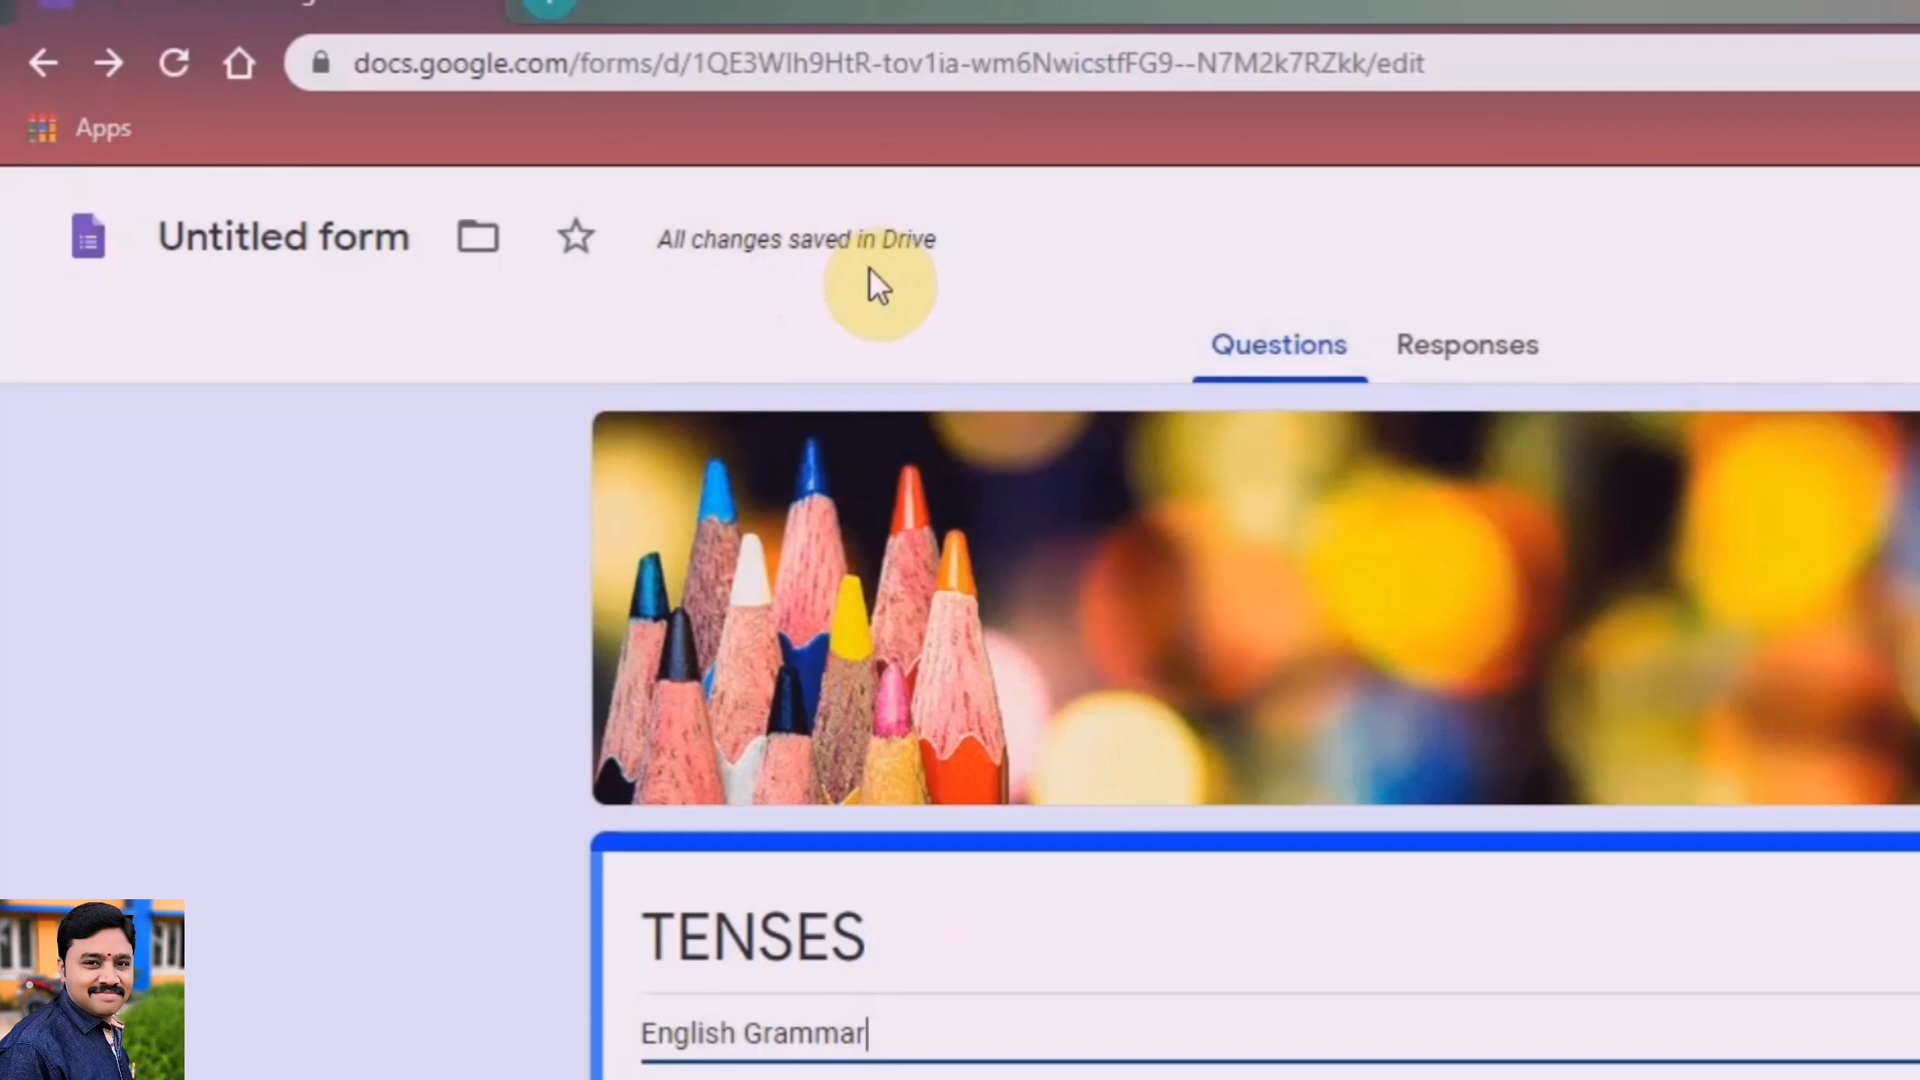 docs.google.com/forms/d/1QE3WIh9HtR-tov1ia-wm6NwicstfFG9--N7M2k7RZkk/edit
Apps
Untitled form
All changes saved in Drive
Questions Responses
TENSES
English Grammar